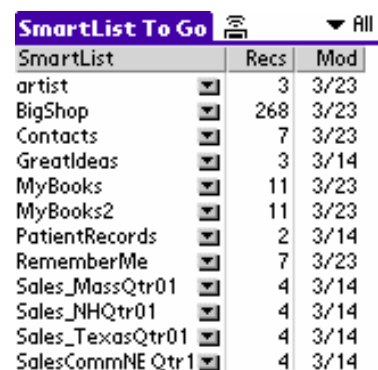 SmartList To Go All
SmartList Recs Mod
artist 3 3/23
BigShop 268 3/23
Contacts 7 3/23
GreatIdeas 3 3/14
MyBooks 11 3/23
MyBooks2 11 3/23
PatientRecords 2 3/14
RememberMe 7 3/23
Sales_MassQtr01 4 3/14
Sales_NHQtr01 4 3/14
Sales_TexasQtr01 4 3/14
SalesCommNE Qtr1 4 3/14